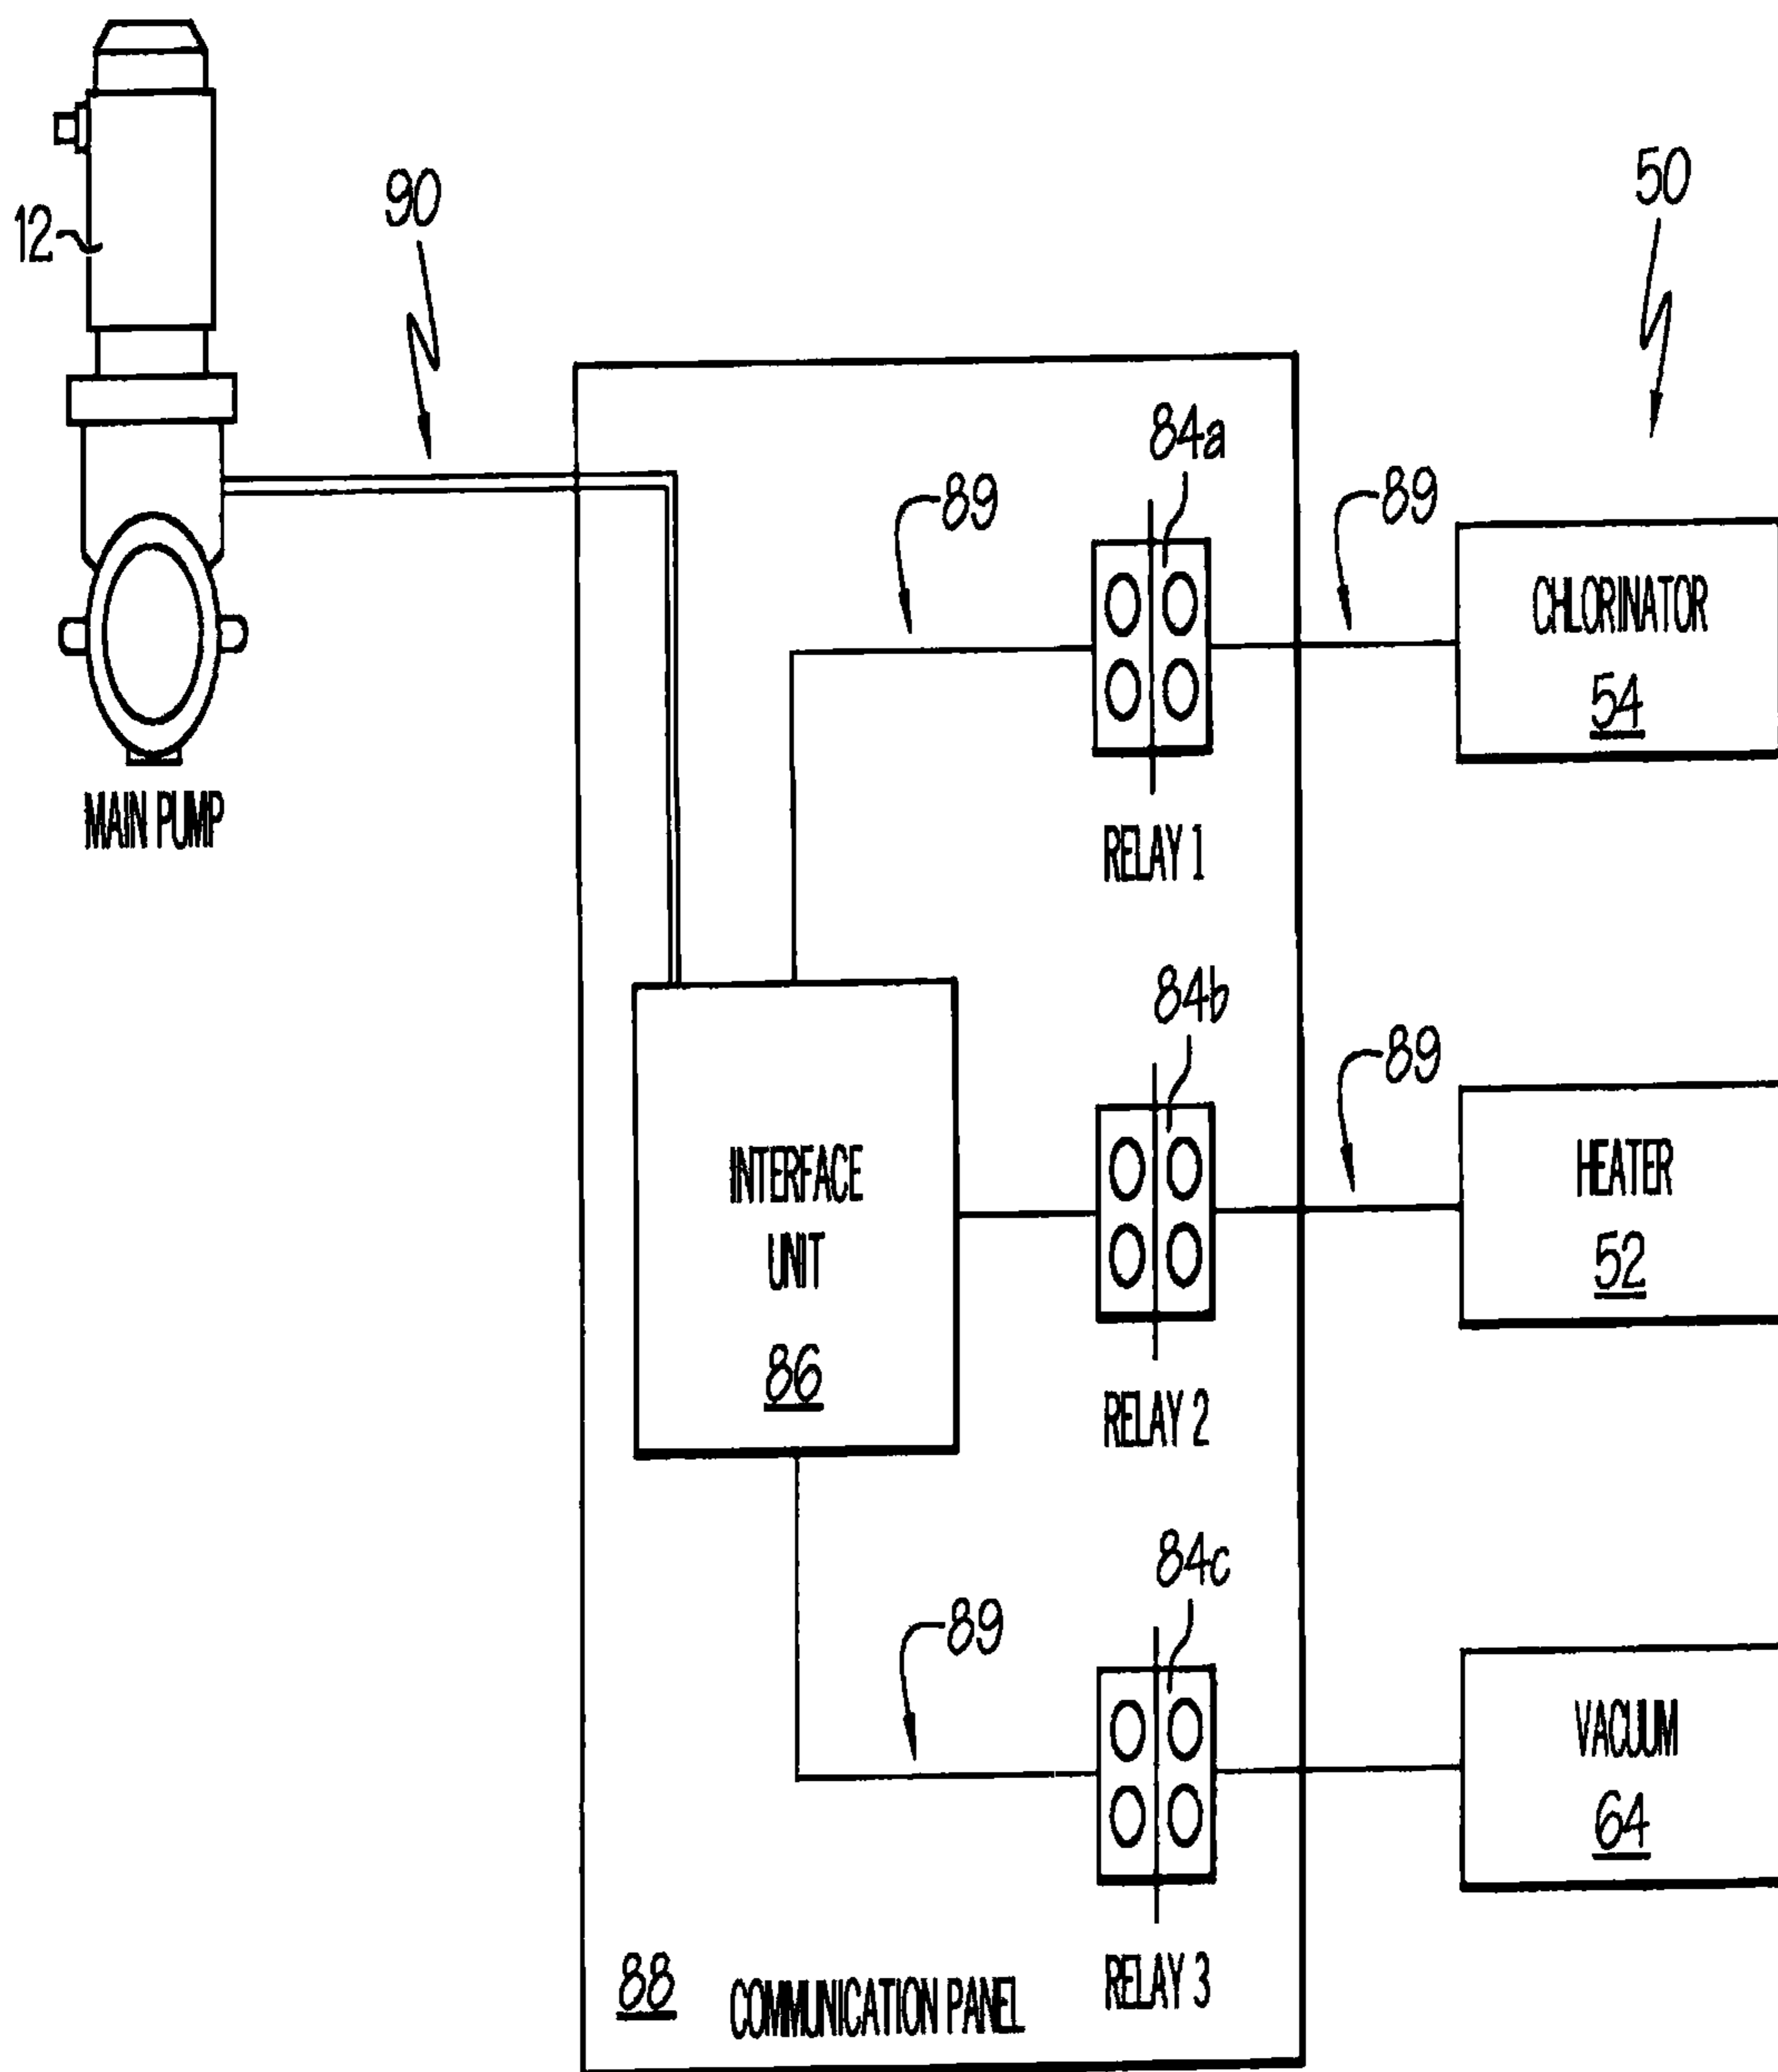 12
90
50
84a
89
89
CHLORINATOR
54
MAIN PUMP
RELAY 1
84b
89
INTERFACE
UNIT
86
HEATER
52
RELAY 2
84c
89
VACUUM
64
88
COMMUNICATION PANEL
RELAY 3